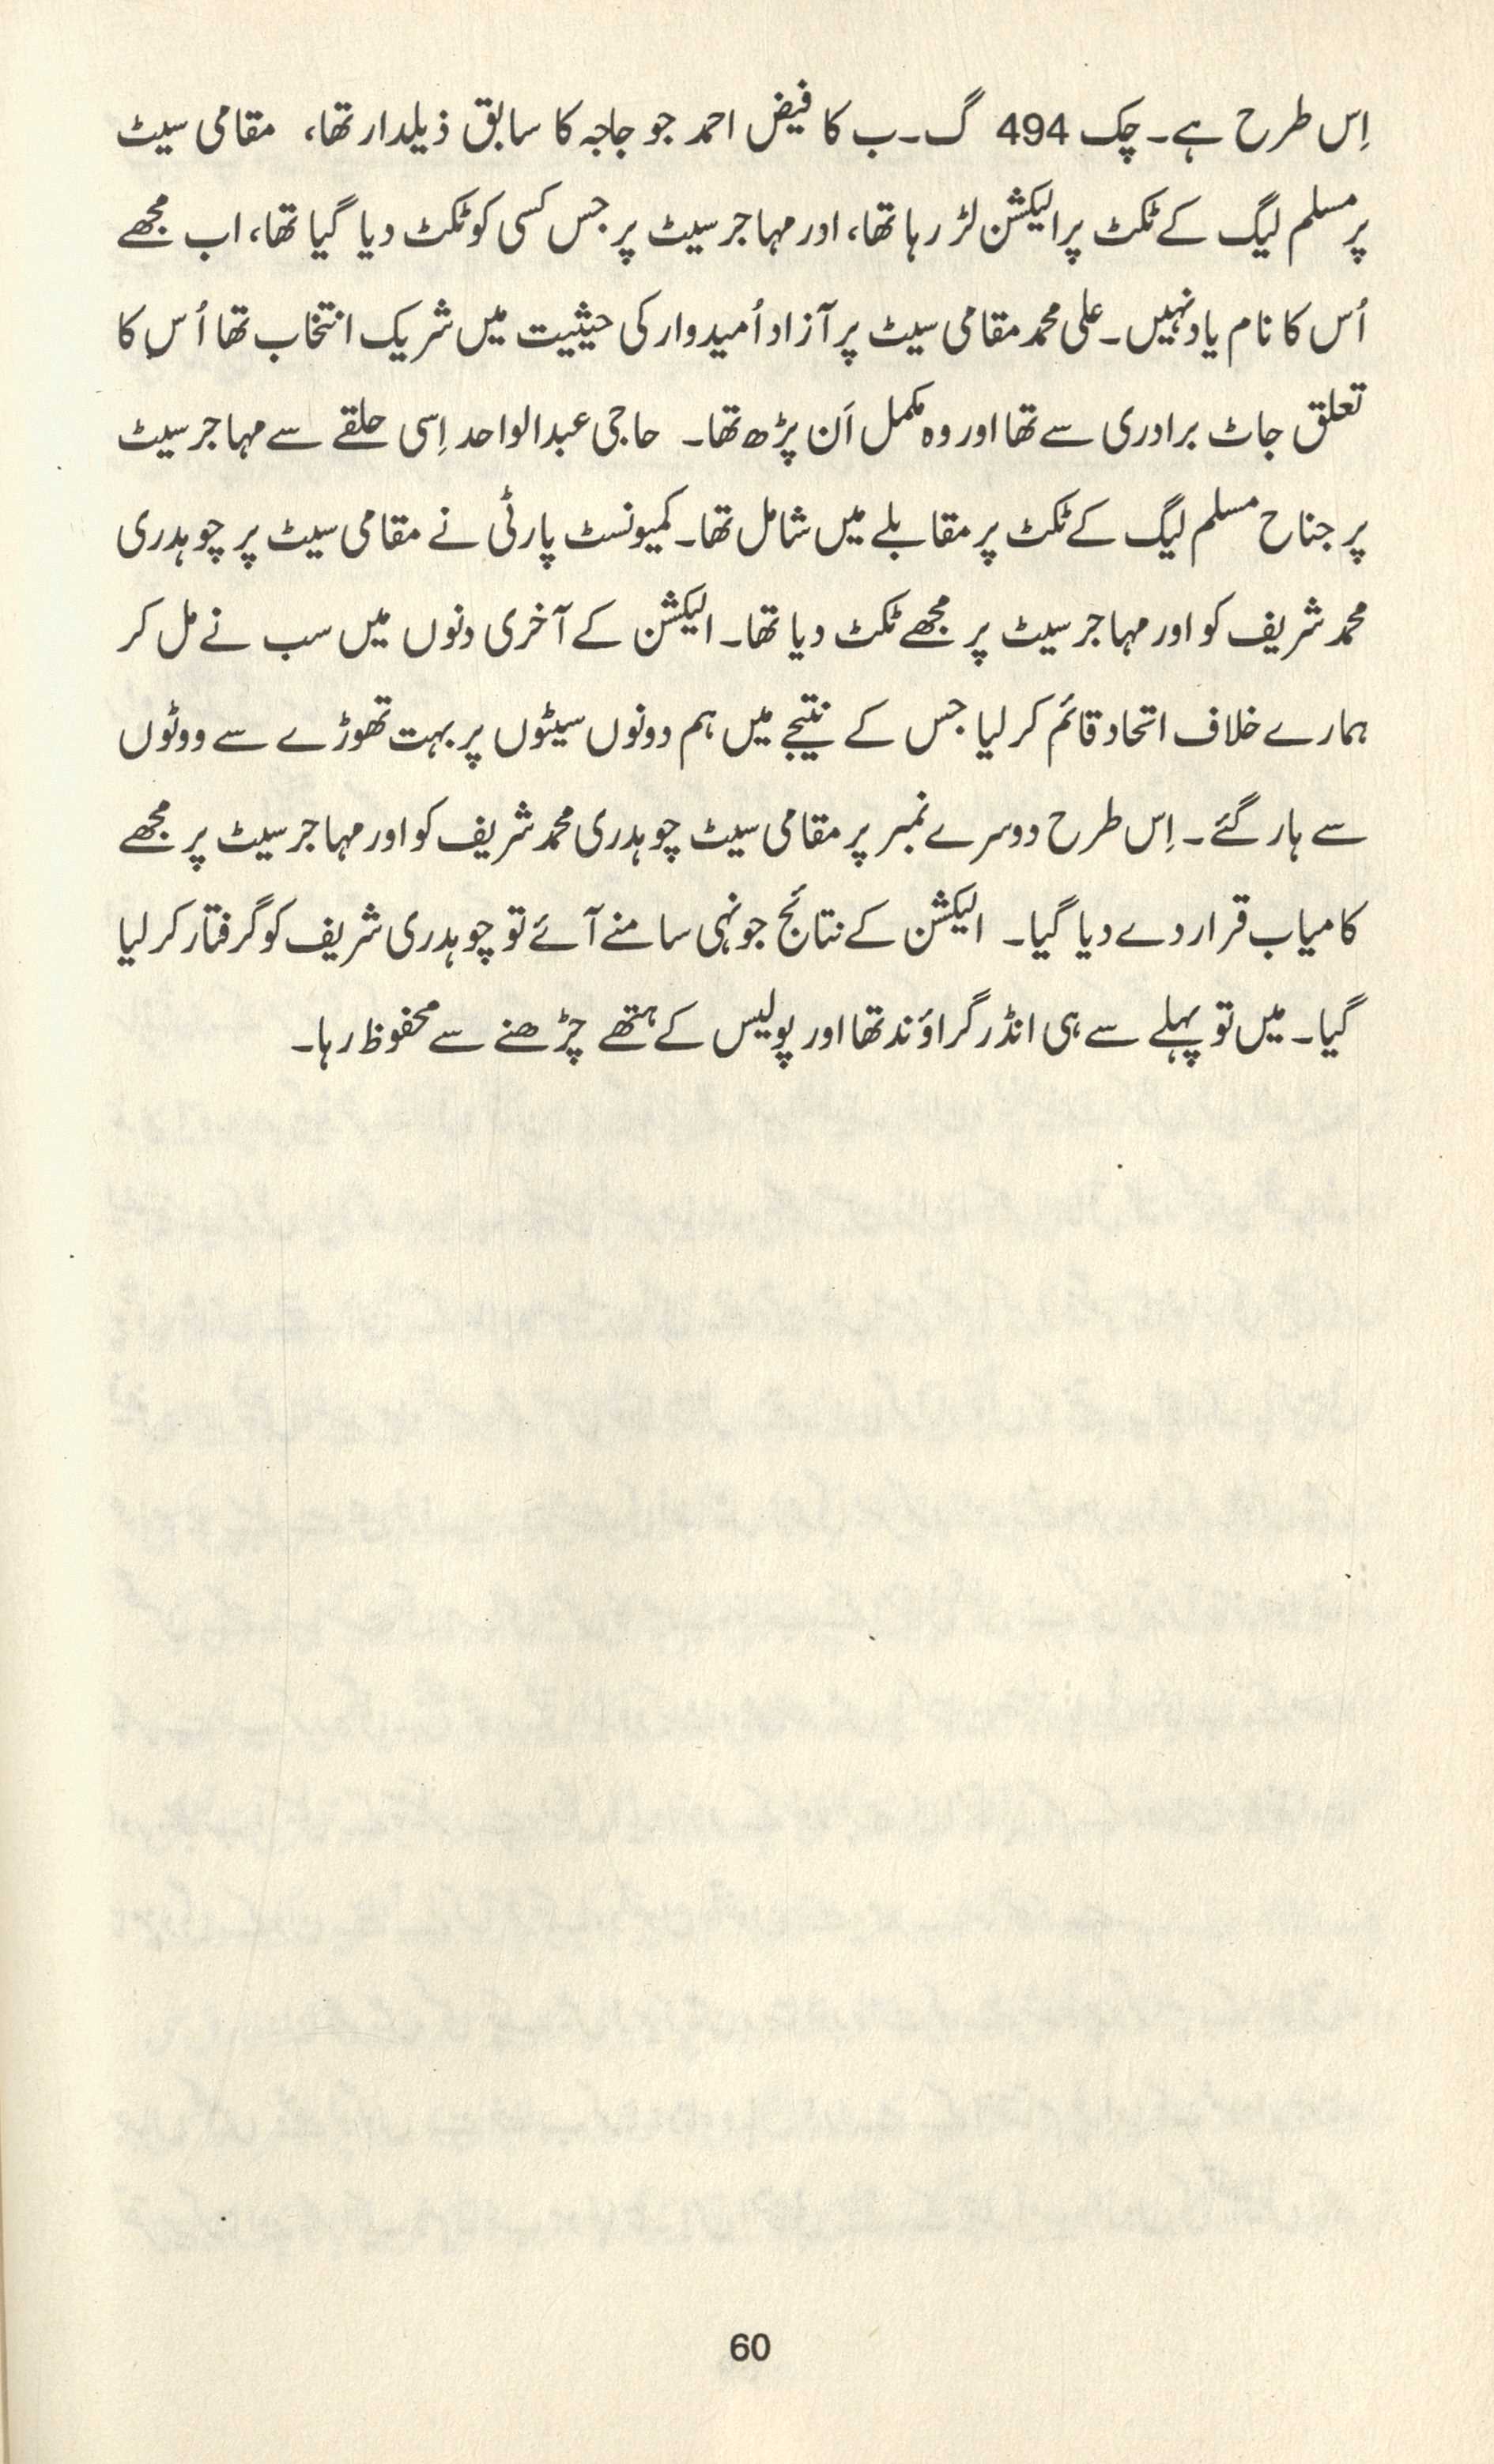 اِس طرح ہے۔ چک 494 گ۔ب کا فیض احمد جو جاجہ کا سابق ذیلدار تھا، مقامی سیٹ
پر مسلم لیگ کے ٹکٹ پر الیکشن لڑ رہا تھا، اور مہاجر سیٹ پر جس کسی کو ٹکٹ دیا گیا تھا، اب مجھے
اُس کا نام یاد نہیں۔ علی محمد مقامی سیٹ پر آزاد اُمیدوار کی حیثیت میں شریک انتخاب تھا اُس کا
تعلق جاٹ برادری سے تھا اور وہ مکمل اَن پڑھ تھا۔ حاجی عبدالواحد اِسی حلقے سے مہاجر سیٹ
پر جناح مسلم لیگ کے ٹکٹ پر مقابلے میں شامل تھا۔ کمیونسٹ پارٹی نے مقامی سیٹ پر چوہدری
محمد شریف کو اور مہاجر سیٹ پر مجھے ٹکٹ دیا تھا۔ الیکشن کے آخری دنوں میں سب نے مل کر
ہمارے خلاف اتحاد قائم کر لیا جس کے نتیجے میں ہم دونوں سیٹوں پر بہت تھوڑے سے ووٹوں
سے ہار گئے۔ اِس طرح دوسرے نمبر پر مقامی سیٹ چوہدری محمد شریف کو اور مہاجر سیٹ پر مجھے
کامیاب قرار دے دیا گیا۔ الیکشن کے نتائج جونہی سامنے آئے تو چوہدری شریف کو گرفتار کر لیا
گیا۔ میں تو پہلے سے ہی انڈر گراؤنڈ تھا اور پولیس کے ہتھے چڑھنے سے محفوظ رہا۔
60